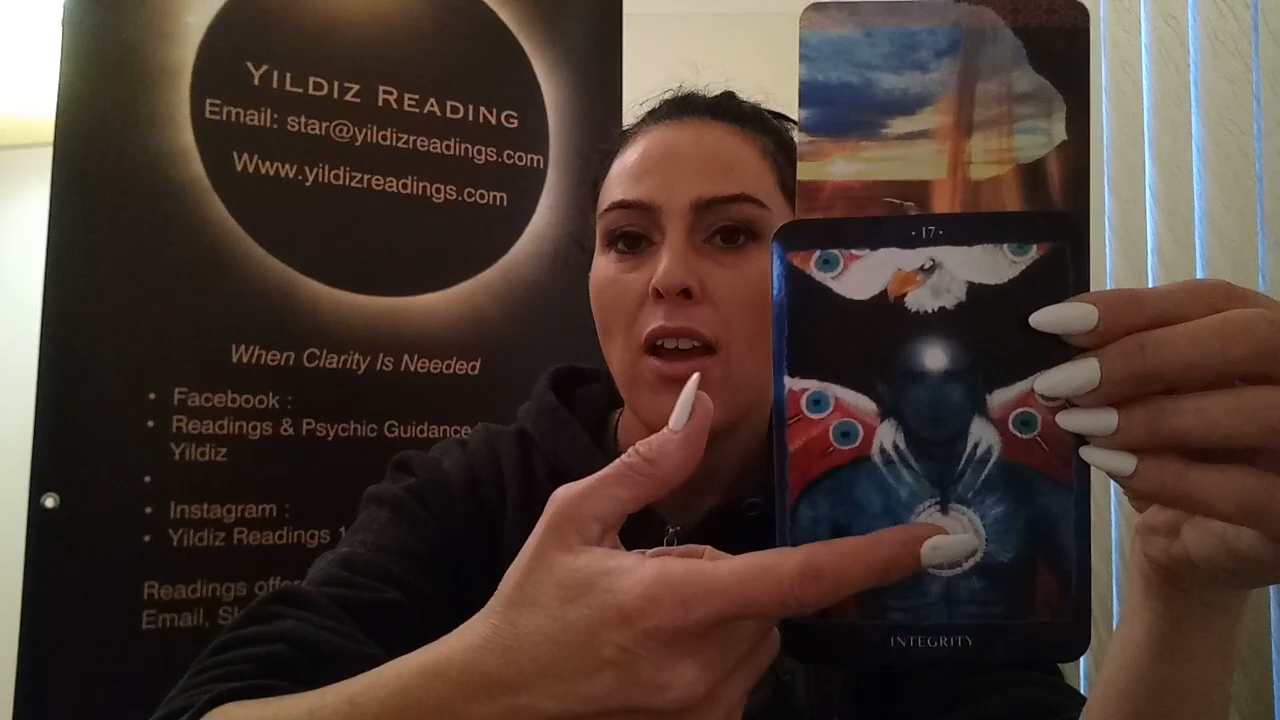 YILDIZ READING
Email: star@yildizreadings.com
Www.yildizreadings.com
When Clarity Is Needed
• Facebook :
• Readings & Psychic Guidance
Yildiz
•
• Instagram :
• Yildiz Readings
Readings
Email,
• 17 •
INTEGRITY